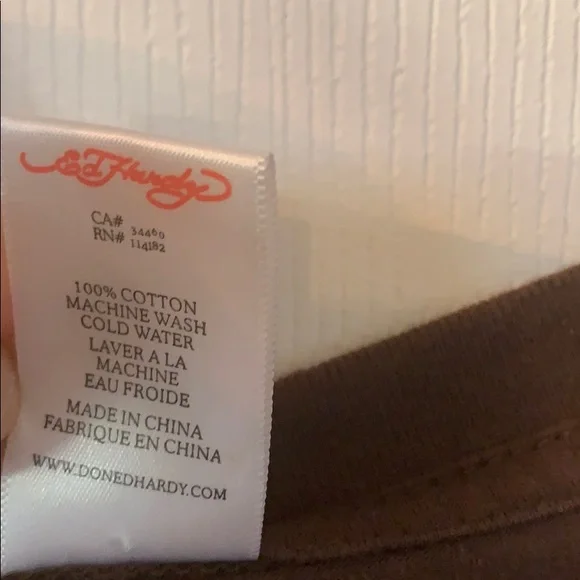 Ed Hardy
CA# 34460
RN# 114182
100% COTTON
MACHINE WASH
COLD WATER
LAVER A LA
MACHINE
EAU FROIDE
MADE IN CHINA
FABRIQUE EN CHINA
WWW.DONEDHARDY.COM